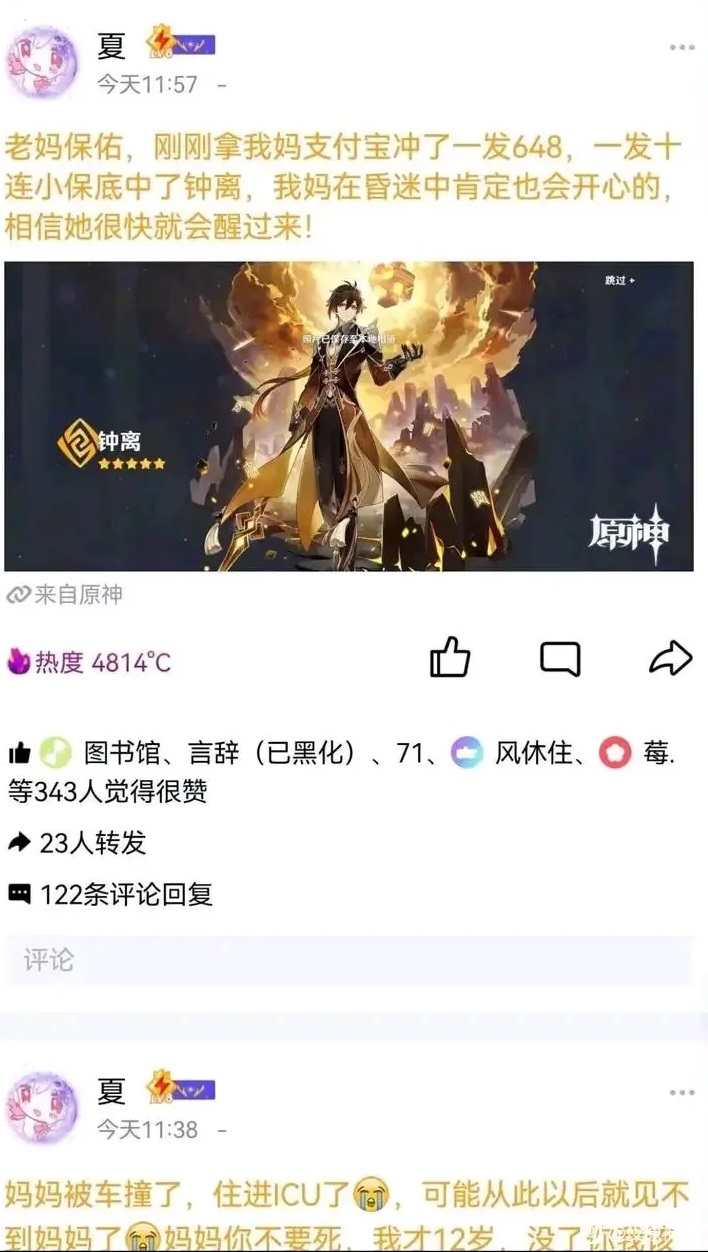 夏
今天11:57 -
老妈保佑，刚刚拿我妈支付宝冲了一发648，一发十
连小保底中了钟离，我妈在昏迷中肯定也会开心的，
相信她很快就会醒过来！
跳过
照片已保存至本地相册
钟离
原神
来自原神
热度 4814℃
图书馆、言辞（已黑化）、71、风休住、莓.
等343人觉得很赞
23人转发
122条评论回复
评论
夏
今天11:38 -
妈妈被车撞了，住进ICU了😭，可能从此以后就见不
到妈妈了😭妈妈你不要死，我才12岁，没了